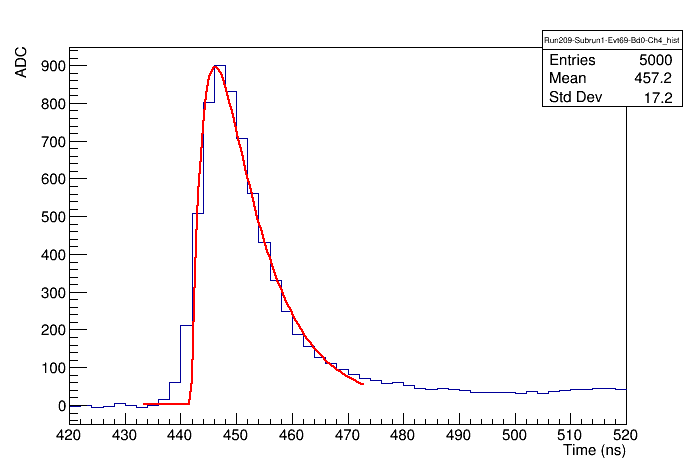 Run209-Subrun1-Evt69-Bd0-Ch4_hist
Entries 5000
Mean 457.2
Std Dev 17.2
ADC
900
800
700
600
500
400
300
200
100
0
420 430 440 450 460 470 480 490 500 510 520
Time (ns)